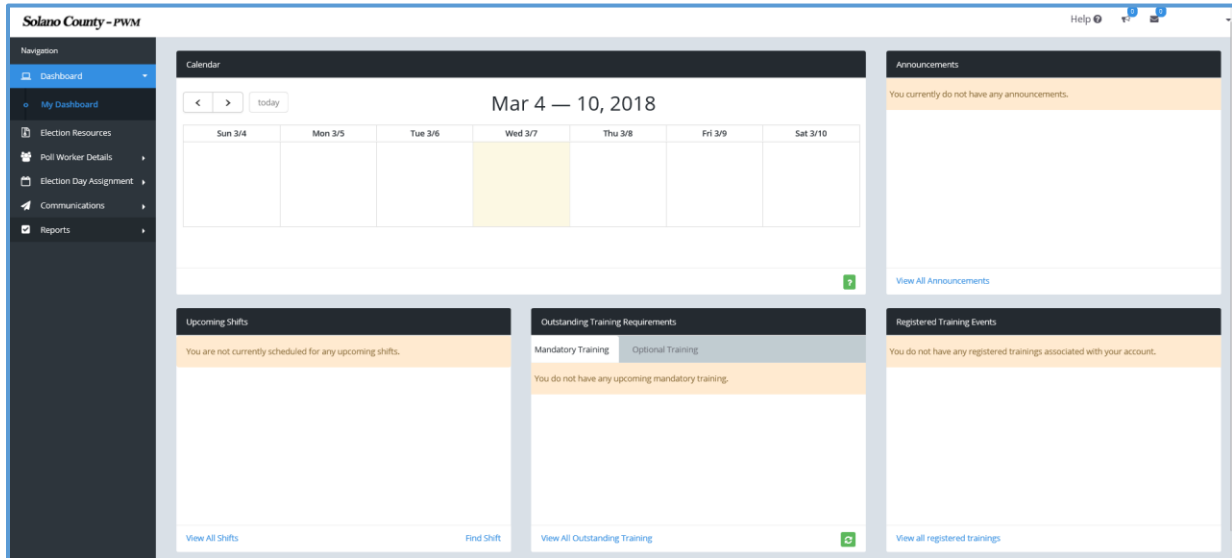 Solano County - PWM
Help
0
0
Navigation
Dashboard
My Dashboard
Election Resources
Poll Worker Details
Election Day Assignment
Communications
Reports
Calendar
today
Mar 4 — 10, 2018
Sun 3/4 Mon 3/5 Tue 3/6 Wed 3/7 Thu 3/8 Fri 3/9 Sat 3/10
?
Announcements
You currently do not have any announcements.
View All Announcements
Upcoming Shifts
You are not currently scheduled for any upcoming shifts.
View All Shifts Find Shift
Outstanding Training Requirements
Mandatory Training Optional Training
You do not have any upcoming mandatory training.
View All Outstanding Training
Registered Training Events
You do not have any registered trainings associated with your account.
View all registered trainings